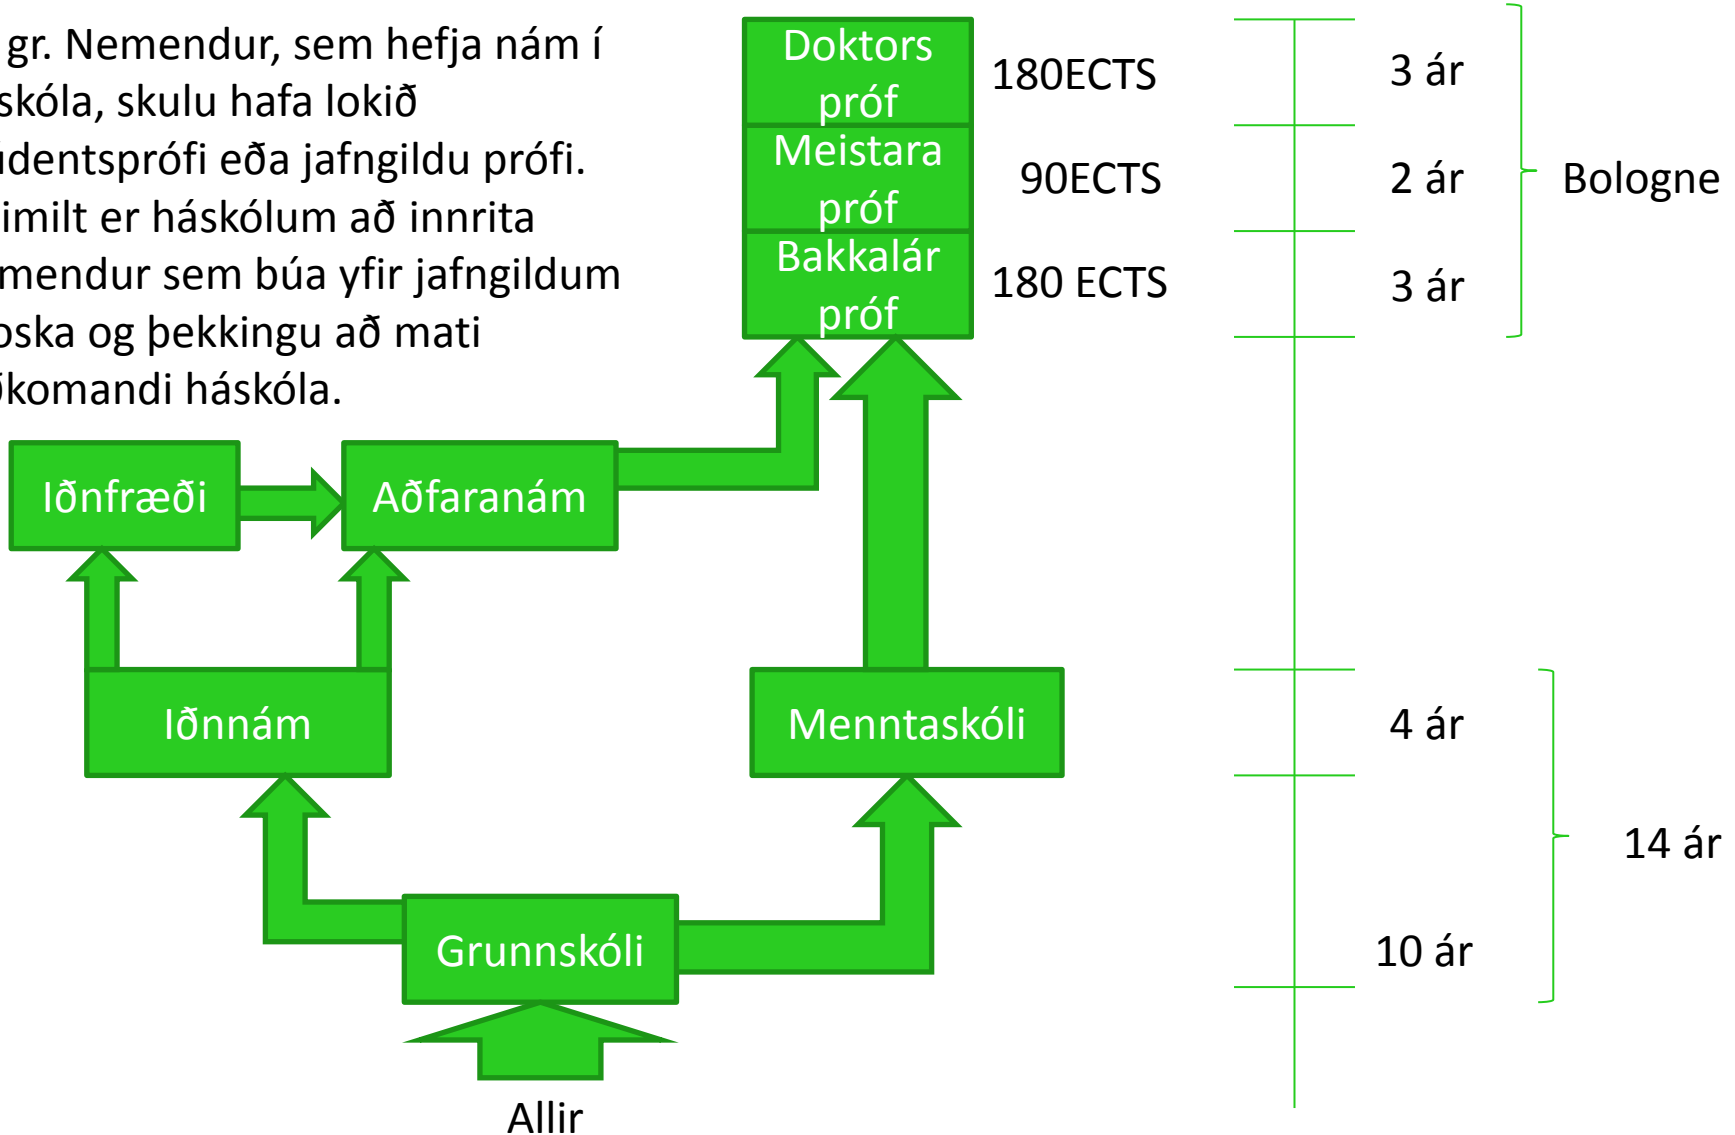 gr. Nemendur, sem hefja nám í
skóla, skulu hafa lokið
údentsprófi eða jafngildu prófi.
imilt er háskólum að innrita
mendur sem búa yfir jafngildum
oska og þekkingu að mati
ðkomandi háskóla.
Doktors
próf
180ECTS
3 ár
Meistara
próf
90ECTS
2 ár
Bologne
Bakkalár
próf
180 ECTS
3 ár
Iðnfræði
Aðfaranám
Iðnnám
Menntaskóli
4 ár
14 ár
Grunnskóli
10 ár
Allir